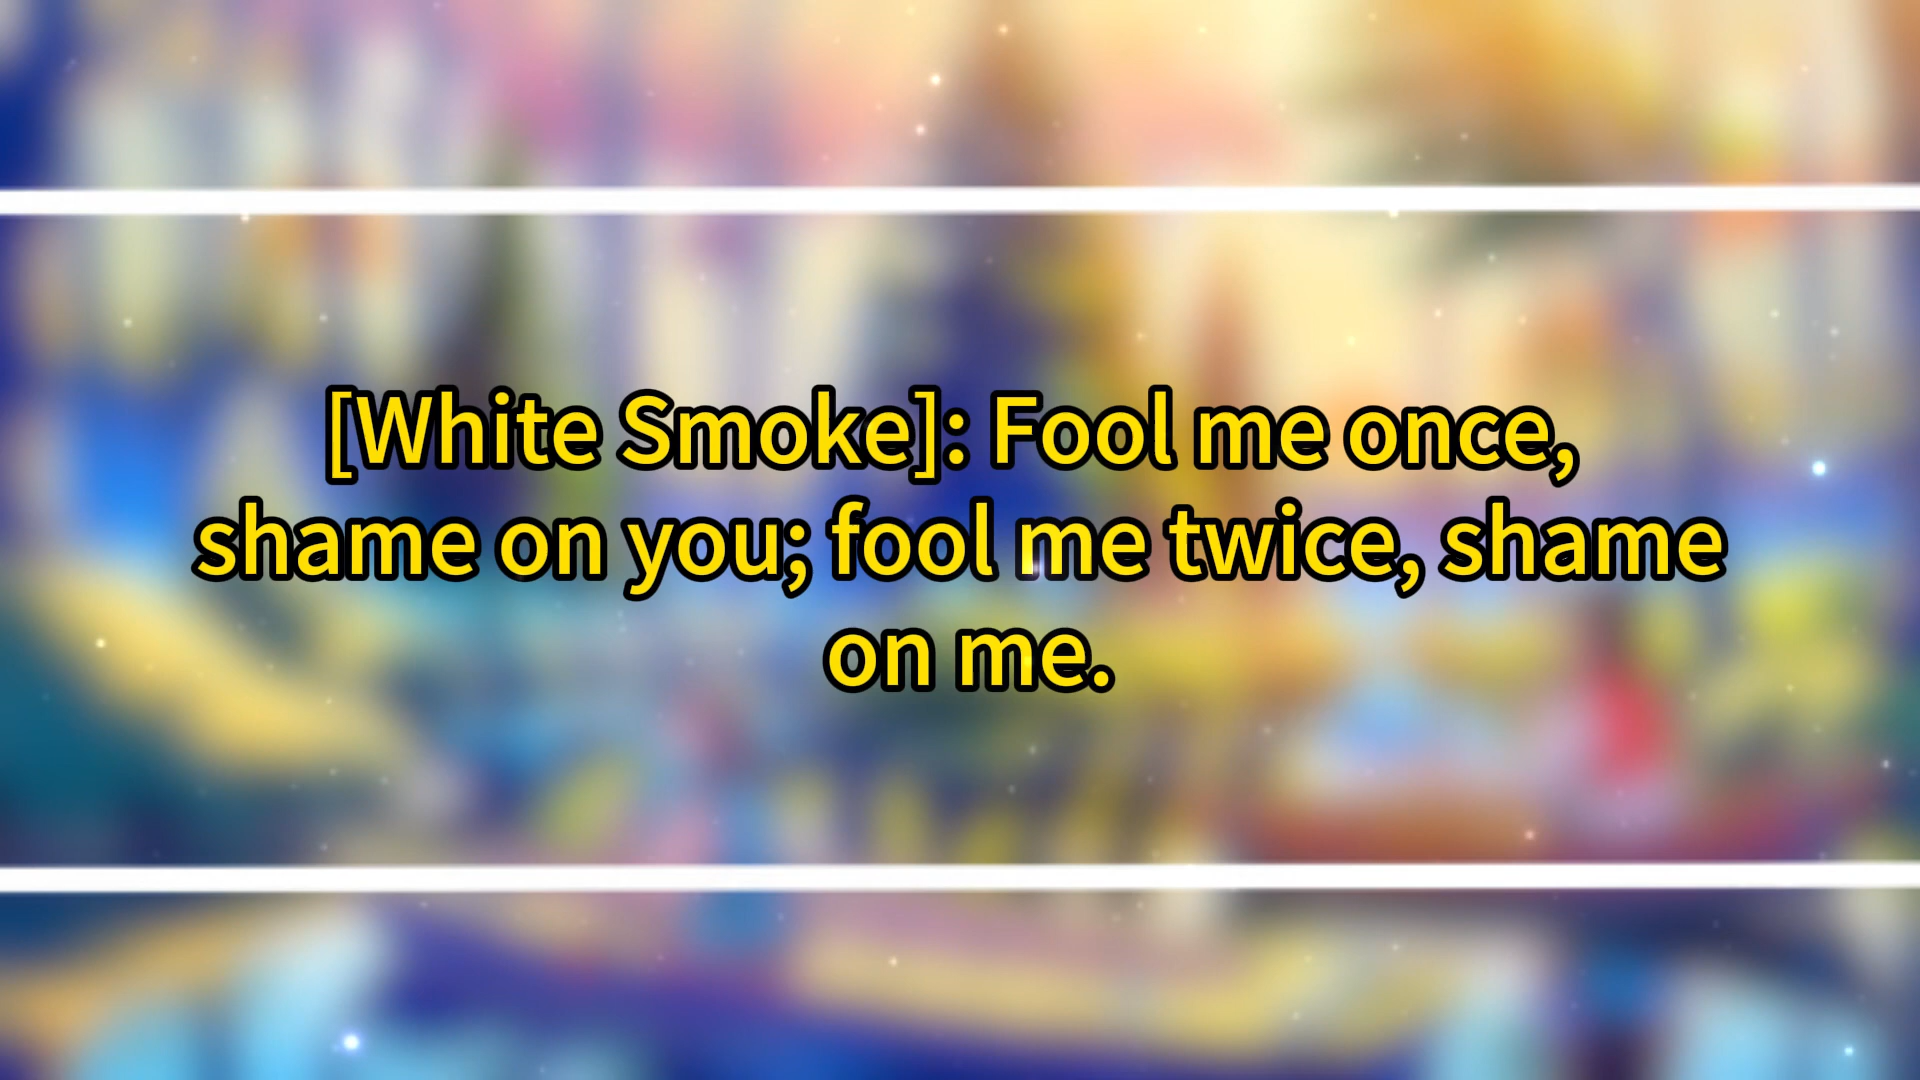 [White Smoke]: Fool me once,
shame on you; fool me twice, shame
on me.